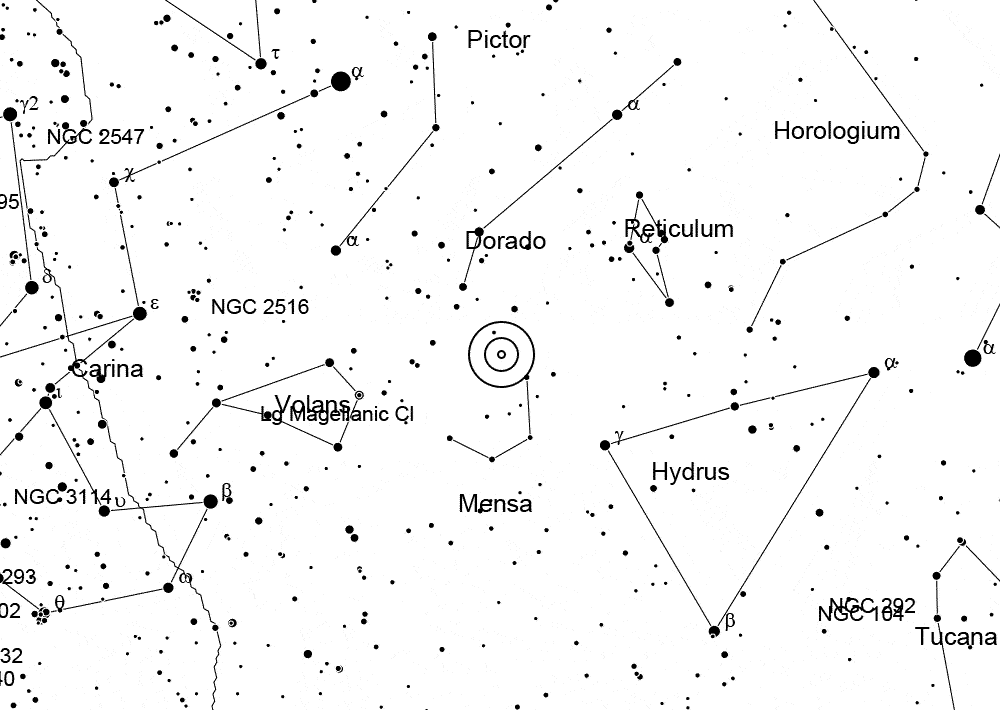 Pictor
τ
α
γ2
α
NGC 2547
Horologium
χ
95
Reticulum
α
α
Dorado
δ
ε
NGC 2516
α
Carina
α
ι
Volans
Lg Magellanic Cl
γ
Hydrus
β
NGC 3114
υ
Mensa
293
ω
θ
02
NGC 292
NGC 104
β
Tucana
32
40